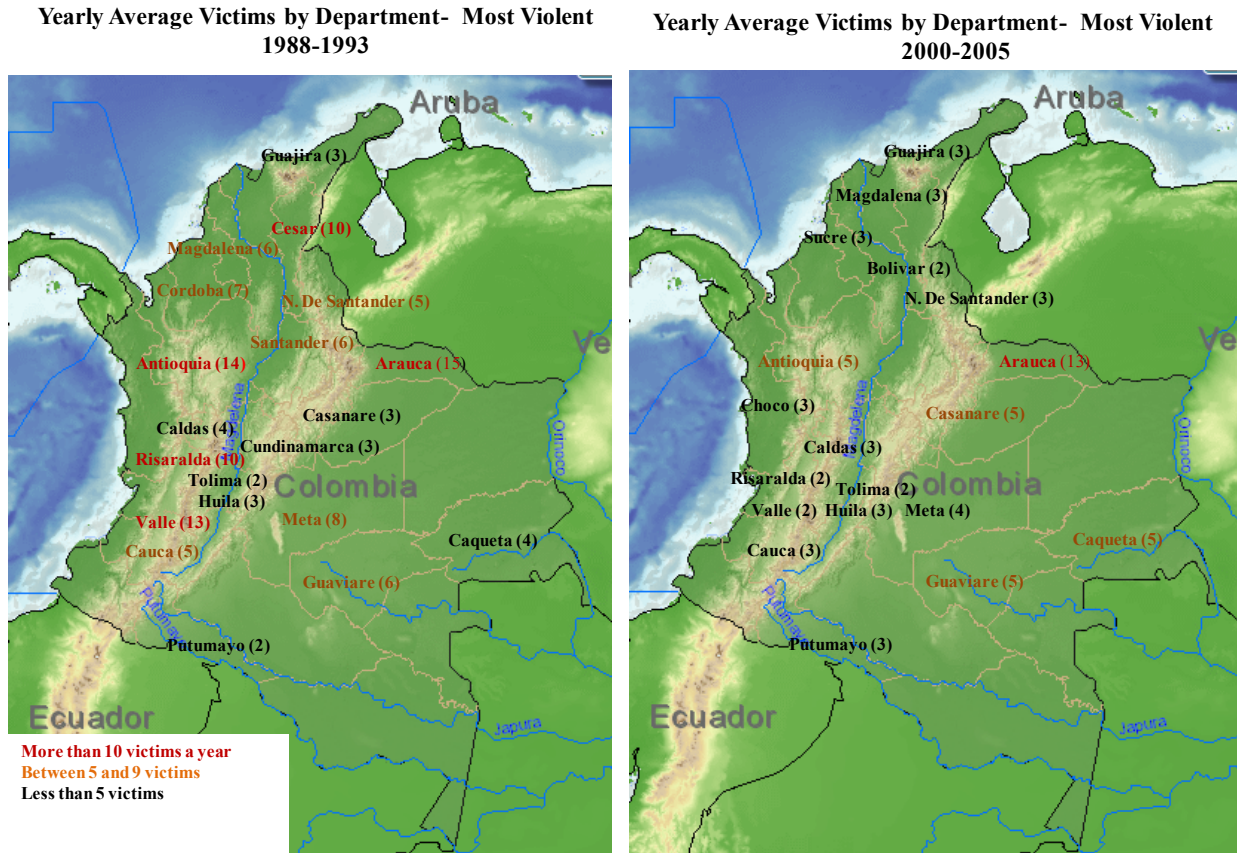 Yearly Average Victims by Department- Most Violent
1988-1993
Aruba
Guajira (3)
Cesar (10)
Magdalena (6)
Cordoba (7)
N. De Santander (5)
Santander (6)
Ve
Antioquia (14)
Arauca (15)
Magdelena
Casanare (3)
Caldas (4)
Orinoco
Cundinamarca (3)
Risaralda (10)
Tolima (2)
Colombia
Huila (3)
Valle (13)
Meta (8)
Caqueta (4)
Cauca (5)
Guaviare (6)
Putumayo
Putumayo (2)
Ecuador
Japura
More than 10 victims a year
Between 5 and 9 victims
Less than 5 victims
Yearly Average Victims by Department- Most Violent
2000-2005
Aruba
Guajira (3)
Magdalena (3)
Sucre (3)
Bolivar (2)
N. De Santander (3)
Ve
Antioquia (5)
Arauca (13)
Magdelena
Choco (3)
Casanare (5)
Orinoco
Caldas (3)
Risaralda (2)
Tolima (2)
Colombia
Valle (2)
Huila (3)
Meta (4)
Caqueta (5)
Cauca (3)
Guaviare (5)
Putumayo
Putumayo (3)
Ecuador
Japura